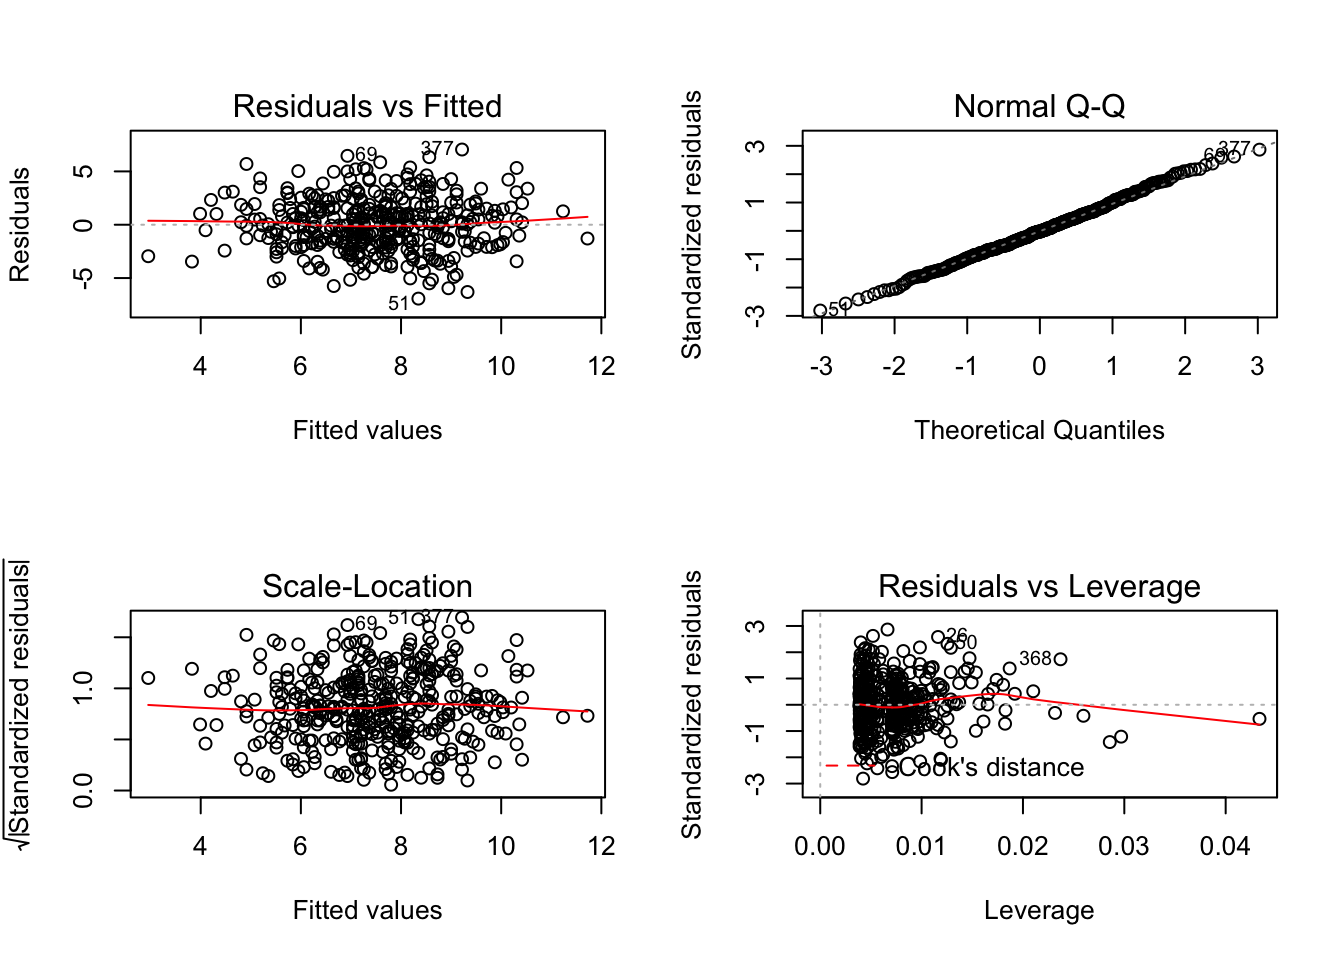 Residuals vs Fitted
Residuals
5
0
-5
69
377
51
4 6 8 10 12
Fitted values
Normal Q-Q
Standardized residuals
3
1
-1
-3
69
377
51
-3 -2 -1 0 1 2 3
Theoretical Quantiles
Scale-Location
√|Standardized residuals|
1.0
0.0
69
51
377
4 6 8 10 12
Fitted values
Residuals vs Leverage
Standardized residuals
3
1
-1
-3
26
368
Cook's distance
0.00 0.01 0.02 0.03 0.04
Leverage